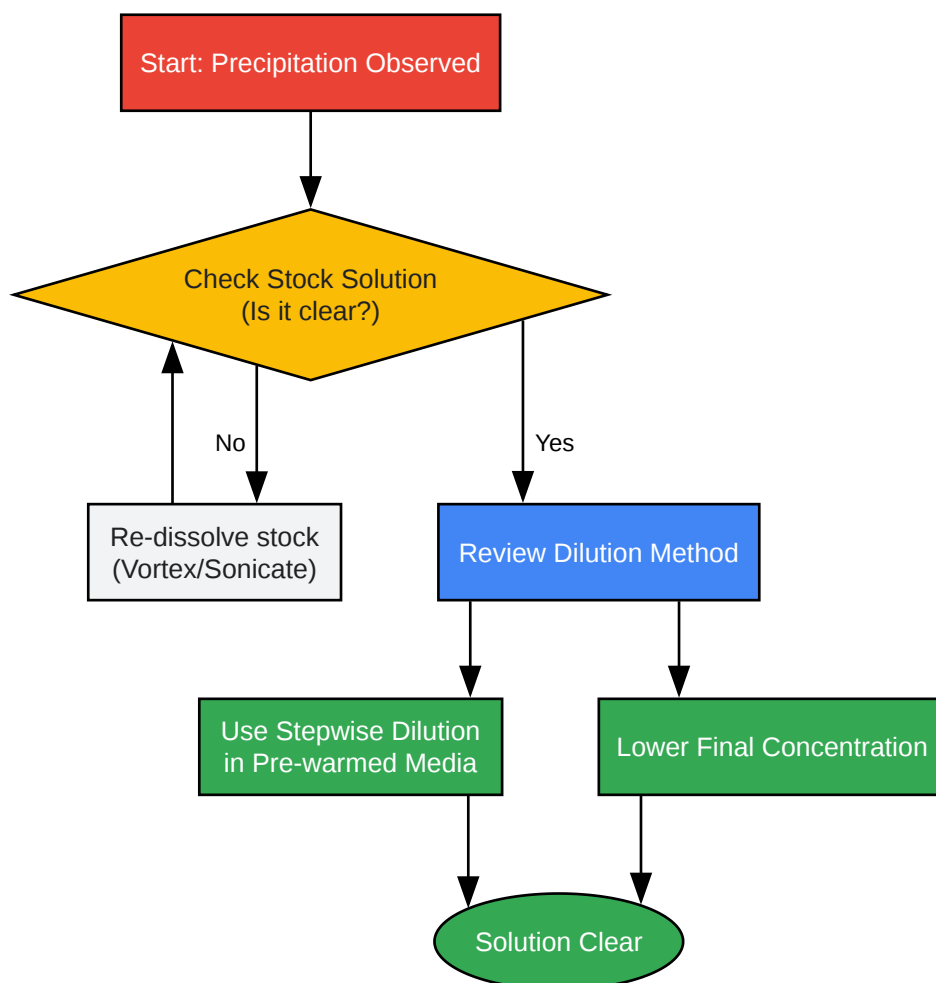 Start: Precipitation Observed
Check Stock Solution
(Is it clear?)
No
Yes
Re-dissolve stock
(Vortex/Sonicate)
Review Dilution Method
Use Stepwise Dilution
in Pre-warmed Media
Lower Final Concentration
Solution Clear